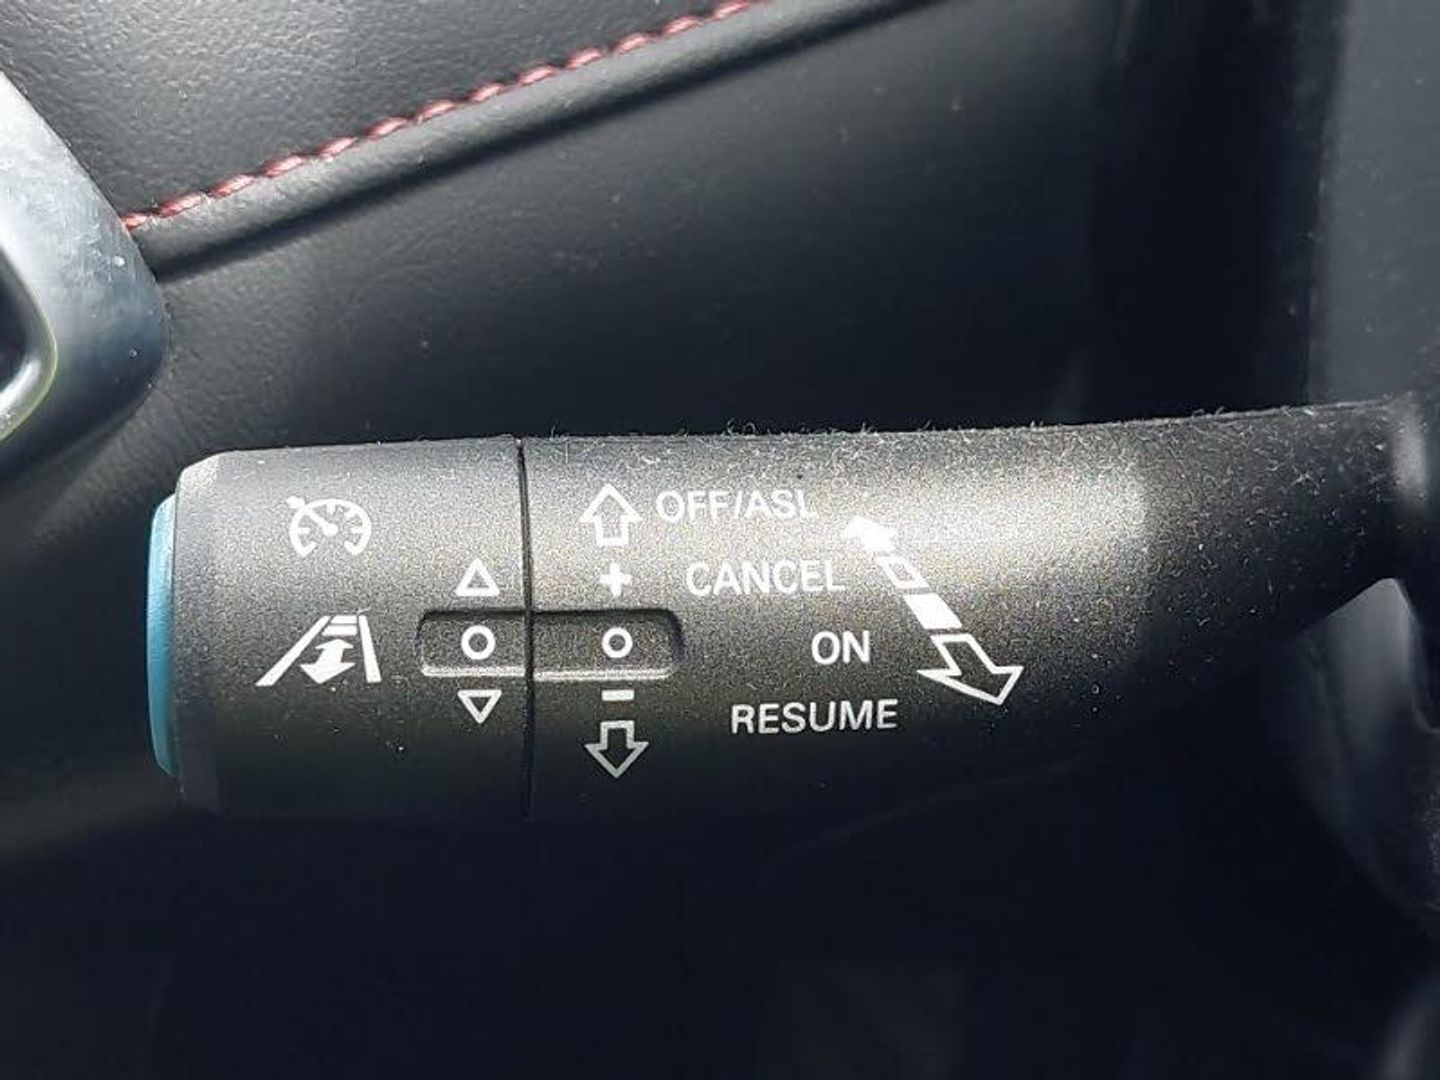 OFF/ASL
+ CANCEL
ON
- RESUME